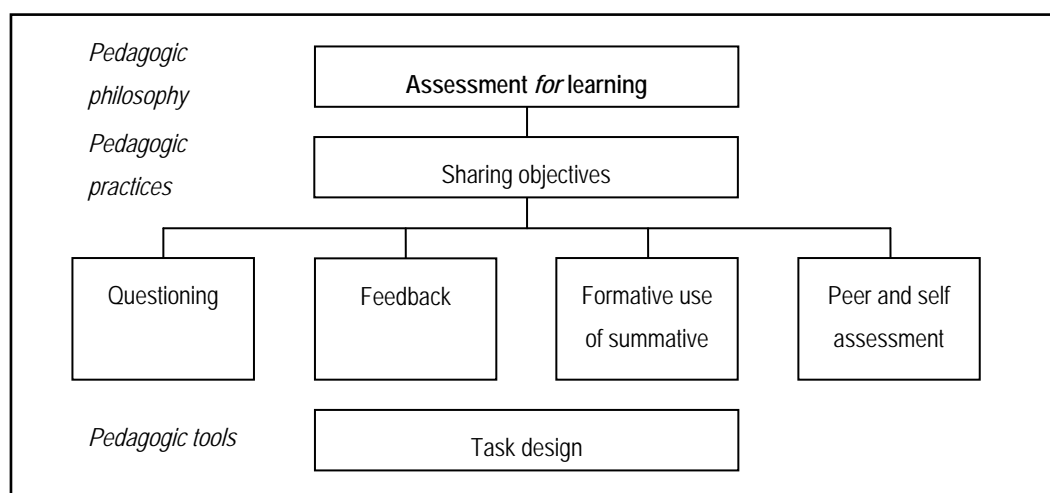 Pedagogic
philosophy
Assessment for learning
Pedagogic
practices
Sharing objectives
Questioning
Feedback
Formative use
of summative
Peer and self
assessment
Pedagogic tools
Task design